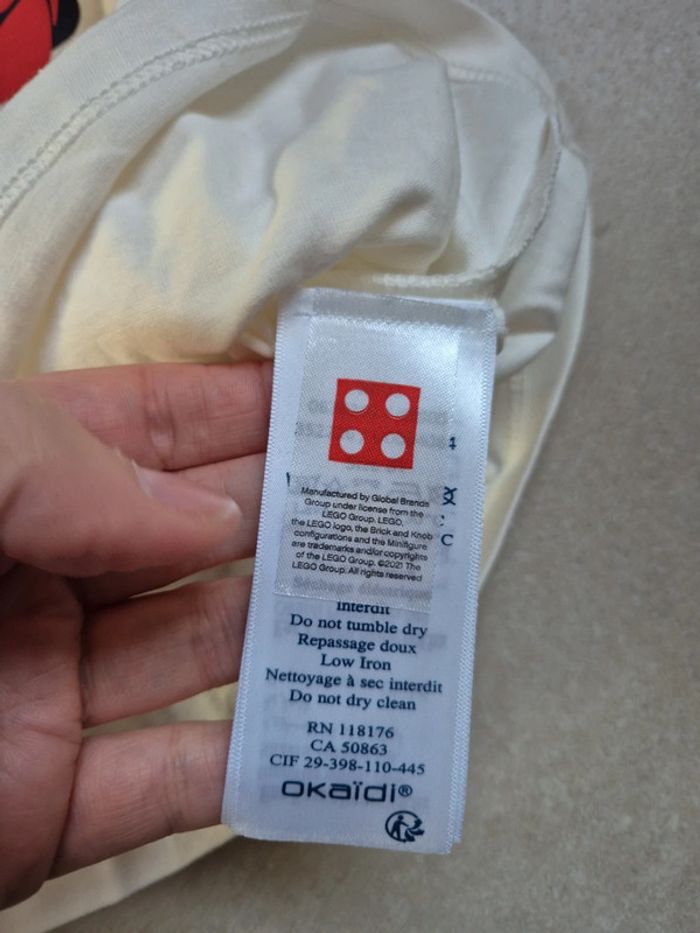 Manufactured by Global Brands
Group under license from the
LEGO Group. LEGO,
the LEGO logo, the Brick and Knob
configurations and the Minifigure
are trademarks and/or copyrights
of the LEGO Group. ©2021 The
LEGO Group. All rights reserved
interdit
Do not tumble dry
Repassage doux
Low Iron
Nettoyage à sec interdit
Do not dry clean
RN 118176
CA 50863
CIF 29-398-110-445
okaïdi®